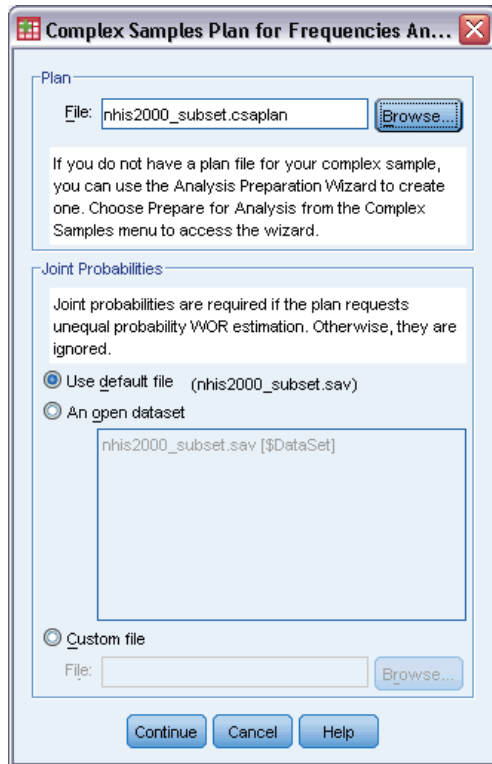 Complex Samples Plan for Frequencies An...
Plan
File: nhis2000_subset.csaplan Browse...
If you do not have a plan file for your complex sample,
you can use the Analysis Preparation Wizard to create
one. Choose Prepare for Analysis from the Complex
Samples menu to access the wizard.
Joint Probabilities
Joint probabilities are required if the plan requests
unequal probability WOR estimation. Otherwise, they are
ignored.
Use default file (nhis2000_subset.sav)
An open dataset
nhis2000_subset.sav [$DataSet]
Custom file
File: Browse...
Continue Cancel Help